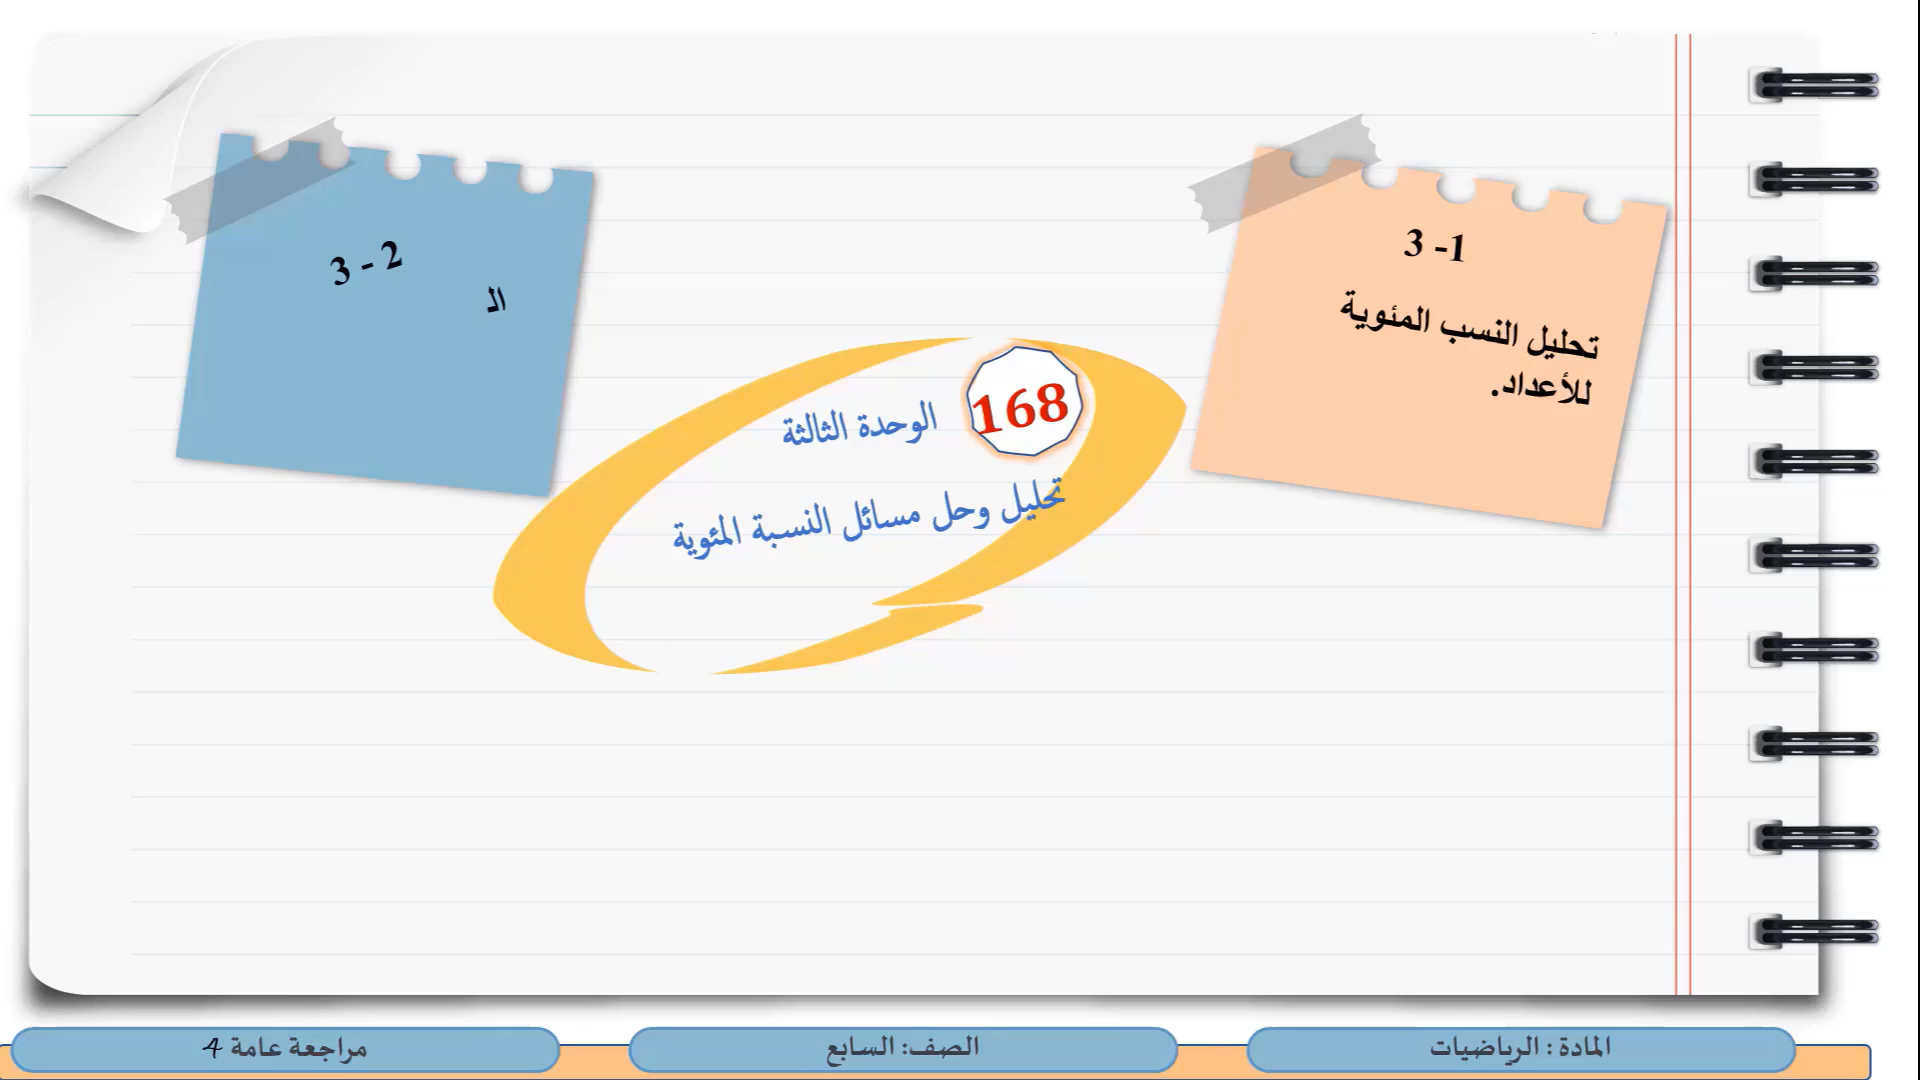 3 -1
تحليل النسب المئوية
للأعداد.
3 - 2
الـ
168
الوحدة الثالثة
تحليل وحل مسائل النسبة المئوية
المادة : الرياضيات
الصف: السابع
مراجعة عامة 4